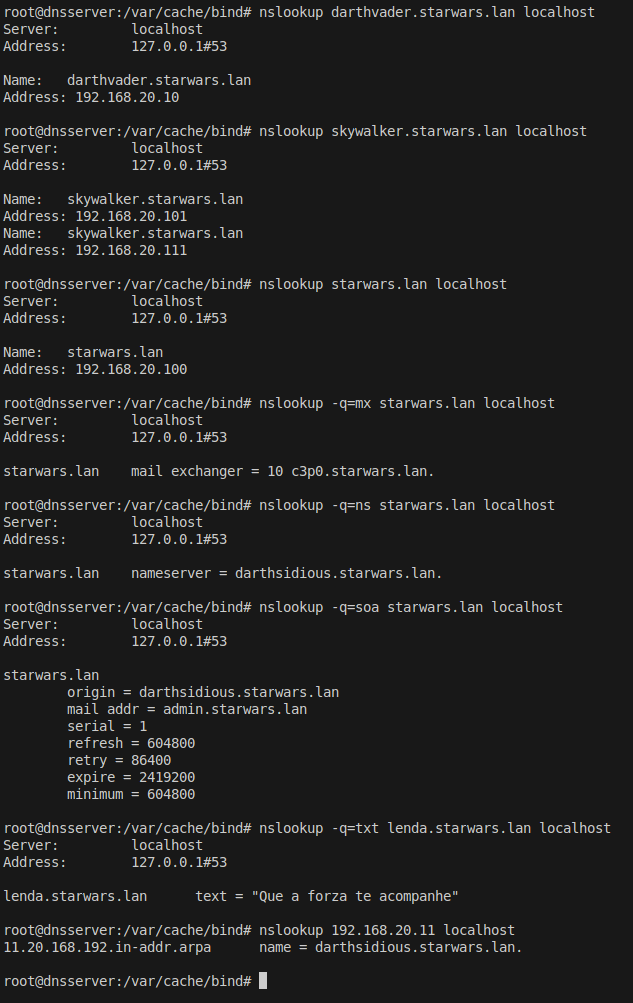 root@dnsserver:/var/cache/bind# nslookup darthvader.starwars.lan localhost
Server:         localhost
Address:        127.0.0.1#53

Name:   darthvader.starwars.lan
Address: 192.168.20.10

root@dnsserver:/var/cache/bind# nslookup skywalker.starwars.lan localhost
Server:         localhost
Address:        127.0.0.1#53

Name:   skywalker.starwars.lan
Address: 192.168.20.101
Name:   skywalker.starwars.lan
Address: 192.168.20.111

root@dnsserver:/var/cache/bind# nslookup starwars.lan localhost
Server:         localhost
Address:        127.0.0.1#53

Name:   starwars.lan
Address: 192.168.20.100

root@dnsserver:/var/cache/bind# nslookup -q=mx starwars.lan localhost
Server:         localhost
Address:        127.0.0.1#53

starwars.lan    mail exchanger = 10 c3p0.starwars.lan.

root@dnsserver:/var/cache/bind# nslookup -q=ns starwars.lan localhost
Server:         localhost
Address:        127.0.0.1#53

starwars.lan    nameserver = darthsidious.starwars.lan.

root@dnsserver:/var/cache/bind# nslookup -q=soa starwars.lan localhost
Server:         localhost
Address:        127.0.0.1#53

starwars.lan
        origin = darthsidious.starwars.lan
        mail addr = admin.starwars.lan
        serial = 1
        refresh = 604800
        retry = 86400
        expire = 2419200
        minimum = 604800

root@dnsserver:/var/cache/bind# nslookup -q=txt lenda.starwars.lan localhost
Server:         localhost
Address:        127.0.0.1#53

lenda.starwars.lan      text = "Que a forza te acompanhe"

root@dnsserver:/var/cache/bind# nslookup 192.168.20.11 localhost
11.20.168.192.in-addr.arpa      name = darthsidious.starwars.lan.

root@dnsserver:/var/cache/bind#